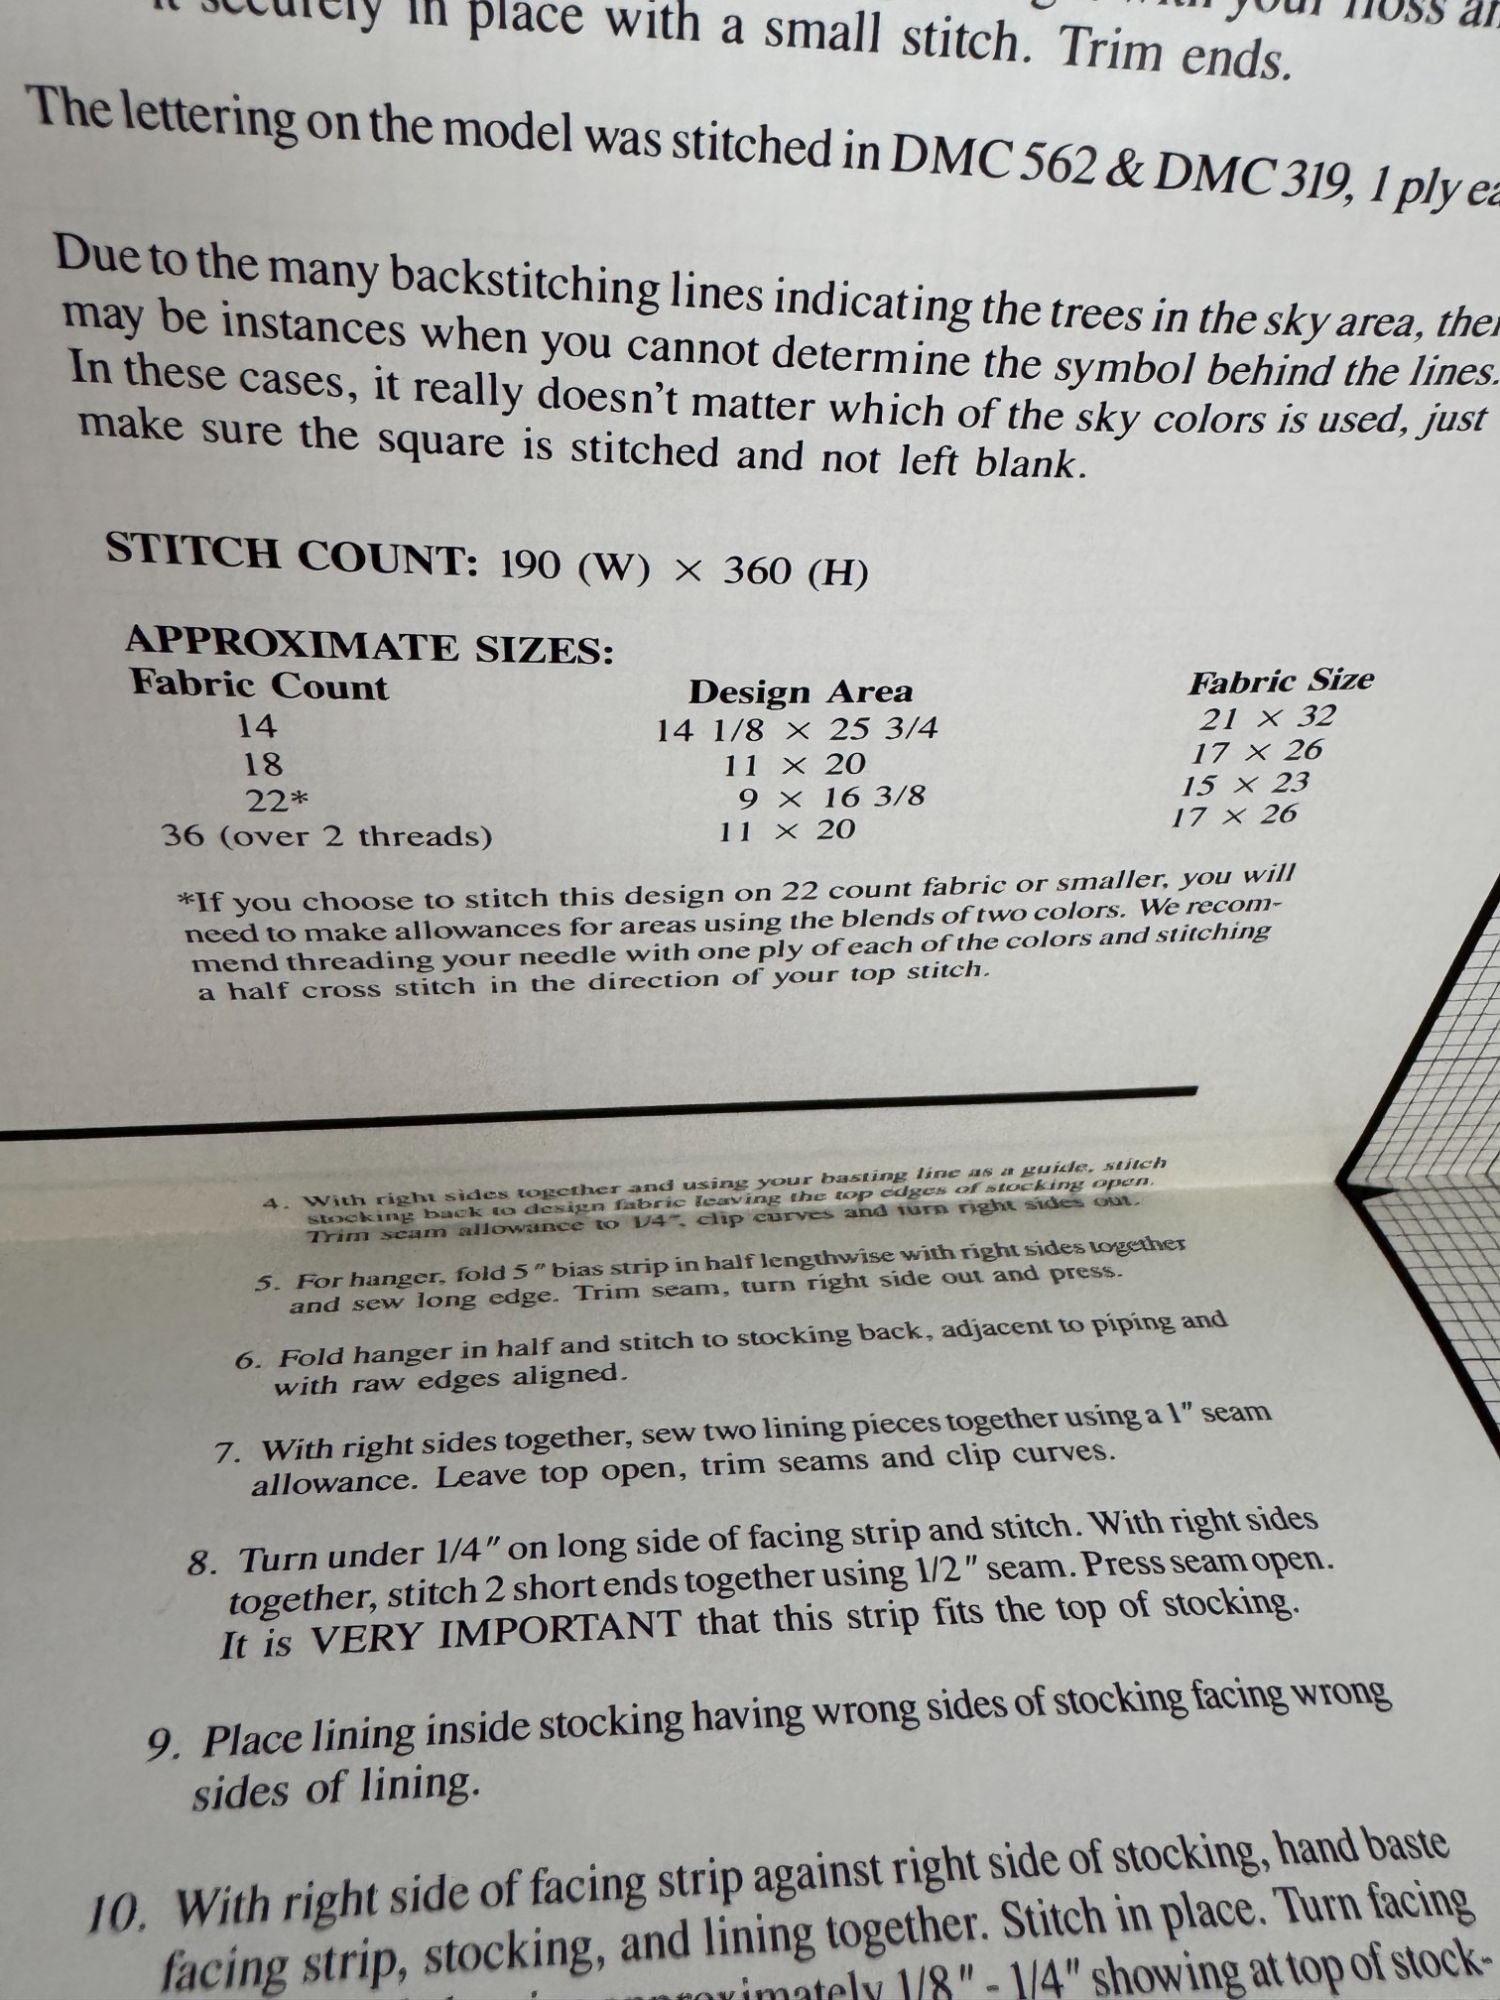 securely in place with a small stitch. Trim ends.
The lettering on the model was stitched in DMC 562 & DMC 319, 1 ply
Due to the many backstitching lines indicating the trees in the sky area,
may be instances when you cannot determine the symbol behind the lines.
In these cases, it really doesn't matter which of the sky colors is used, just
make sure the square is stitched and not left blank.
STITCH COUNT: 190 (W) × 360 (H)
APPROXIMATE SIZES:
Fabric Count Design Area Fabric Size
14 14 1/8 × 25 3/4 21 × 32
18 11 × 20 17 × 26
22* 9 × 16 3/8 15 × 23
36 (over 2 threads) 11 × 20 17 × 26
*If you choose to stitch this design on 22 count fabric or smaller, you will
need to make allowances for areas using the blends of two colors. We recom-
mend threading your needle with one ply of each of the colors and stitching
a half cross stitch in the direction of your top stitch.
4. With right sides together and using your basting line as a guide, stitch
stocking back to design fabric leaving the top edges of stocking open.
Trim seam allowance to 1/4", clip curves and turn right sides out.
5. For hanger, fold 5" bias strip in half lengthwise with right sides together
and sew long edge. Trim seam, turn right side out and press.
6. Fold hanger in half and stitch to stocking back, adjacent to piping and
with raw edges aligned.
7. With right sides together, sew two lining pieces together using a 1" seam
allowance. Leave top open, trim seams and clip curves.
8. Turn under 1/4" on long side of facing strip and stitch. With right sides
together, stitch 2 short ends together using 1/2" seam. Press seam open.
It is VERY IMPORTANT that this strip fits the top of stocking.
9. Place lining inside stocking having wrong sides of stocking facing wrong
sides of lining.
10. With right side of facing strip against right side of stocking, hand baste
facing strip, stocking, and lining together. Stitch in place. Turn facing
1/8" - 1/4" showing at top of stock-